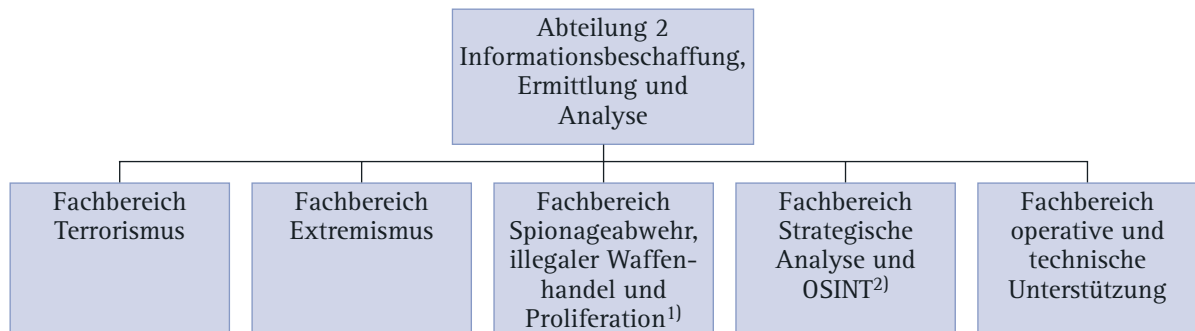 Abteilung 2
Informationsbeschaffung,
Ermittlung und
Analyse
Fachbereich
Terrorismus
Fachbereich
Extremismus
Fachbereich
Spionageabwehr,
illegaler Waffen-
handel und
Proliferation1)
Fachbereich
Strategische
Analyse und
OSINT2)
Fachbereich
operative und
technische
Unterstützung